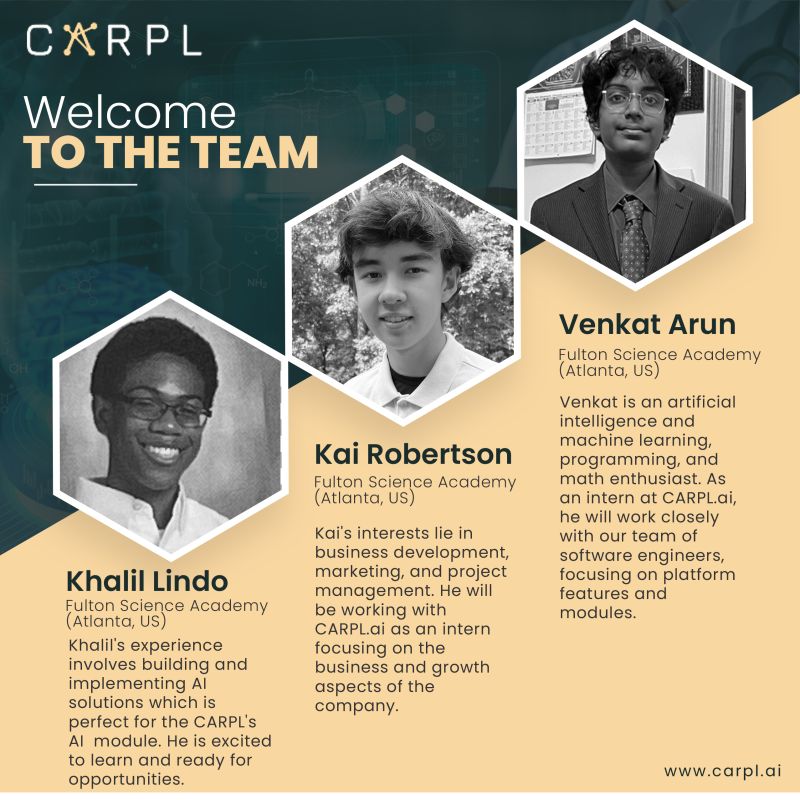 CARPL
Welcome
TO THE TEAM
Venkat Arun
Fulton Science Academy
(Atlanta, US)
Venkat is an artificial
intelligence and
machine learning,
programming, and
math enthusiast. As
an intern at CARPL.ai,
he will work closely
with our team of
software engineers,
focusing on platform
features and
modules.
Kai Robertson
Fulton Science Academy
(Atlanta, US)
Kai's interests lie in
business development,
marketing, and project
management. He will
be working with
CARPL.ai as an intern
focusing on the
business and growth
aspects of the
company.
Khalil Lindo
Fulton Science Academy
(Atlanta, US)
Khalil's experience
involves building and
implementing AI
solutions which is
perfect for the CARPL's
AI  module. He is excited
to learn and ready for
opportunities.
www.carpl.ai
NH₂
OH